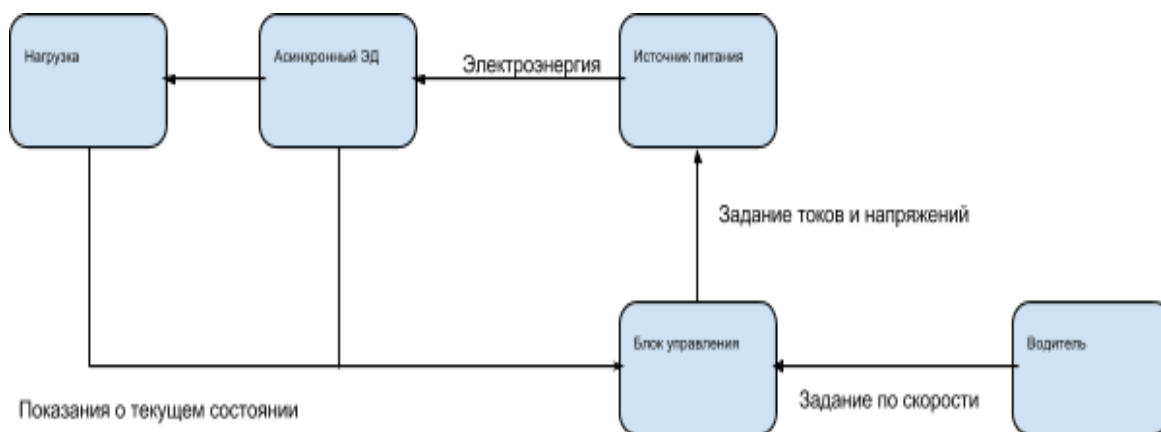 Нагрузка
Асинхронный ЭД
Электроэнергия
Источник питания
Задание токов и напряжений
Блок управления
Водитель
Задание по скорости
Показания о текущем состоянии